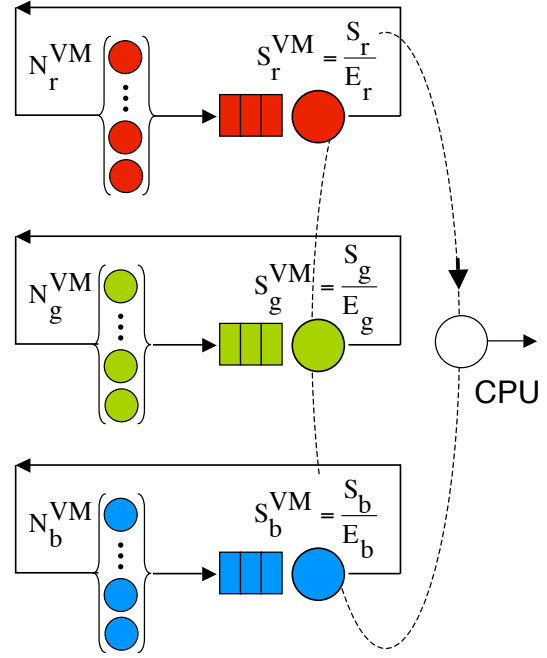 N_r^VM S_r^VM = S_r / E_r
N_g^VM S_g^VM = S_g / E_g
CPU
N_b^VM S_b^VM = S_b / E_b